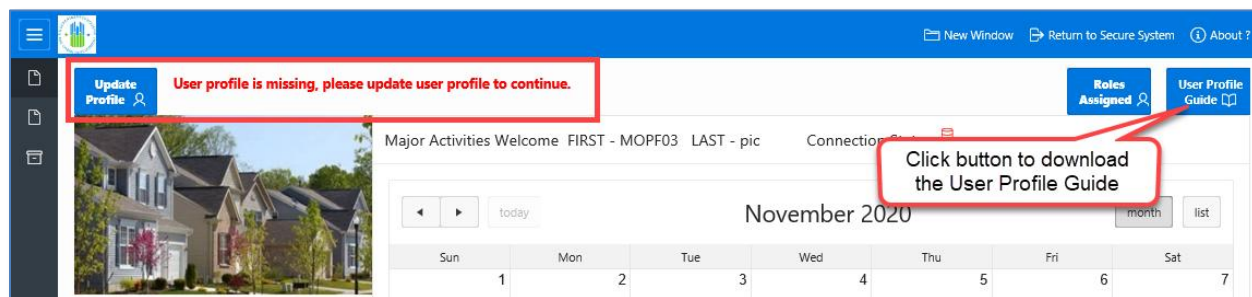 New Window Return to Secure System About ?
Update
Profile
User profile is missing, please update user profile to continue.
Roles
Assigned
User Profile
Guide
Major Activities Welcome FIRST - MOPF03 LAST - pic Connection
Click button to download
the User Profile Guide
today
November 2020
month
list
Sun Mon Tue Wed Thu Fri Sat
1 2 3 4 5 6 7